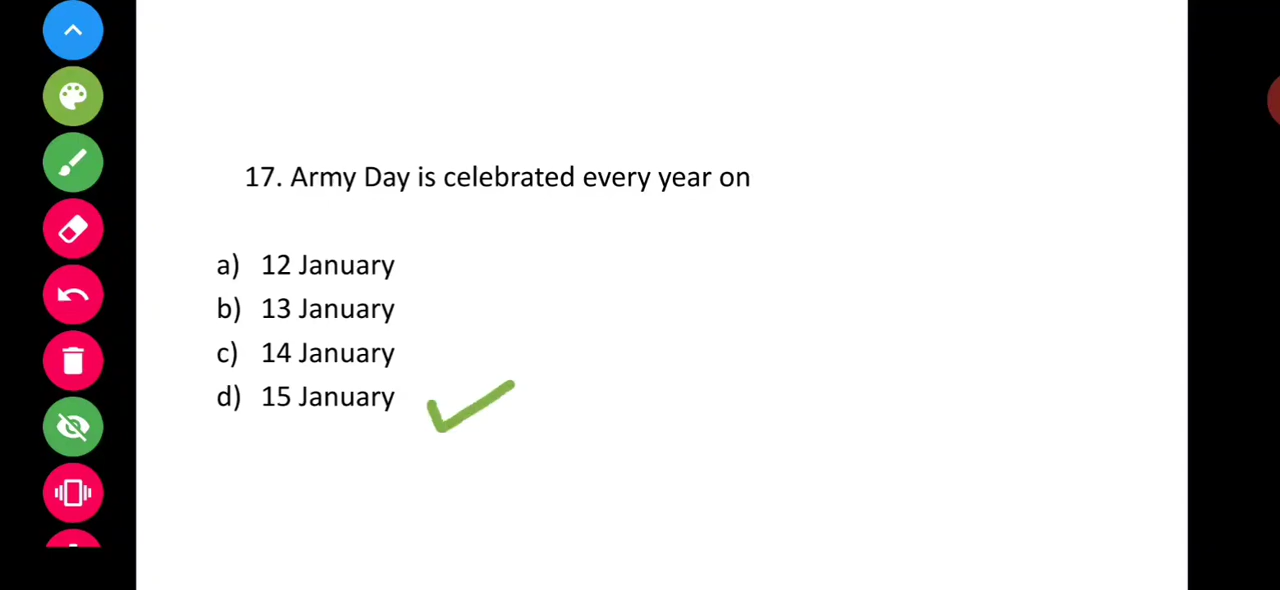 17. Army Day is celebrated every year on
a) 12 January
b) 13 January
c) 14 January
d) 15 January